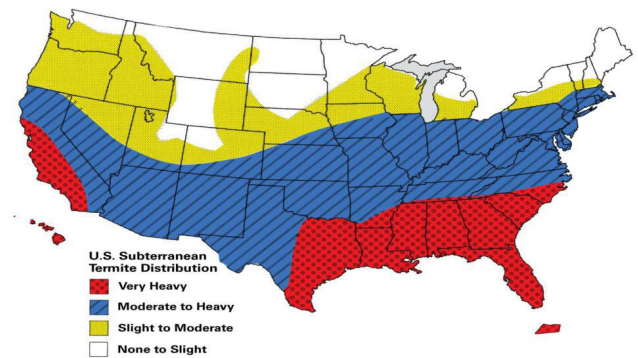 U.S. Subterranean
Termite Distribution
Very Heavy
Moderate to Heavy
Slight to Moderate
None to Slight